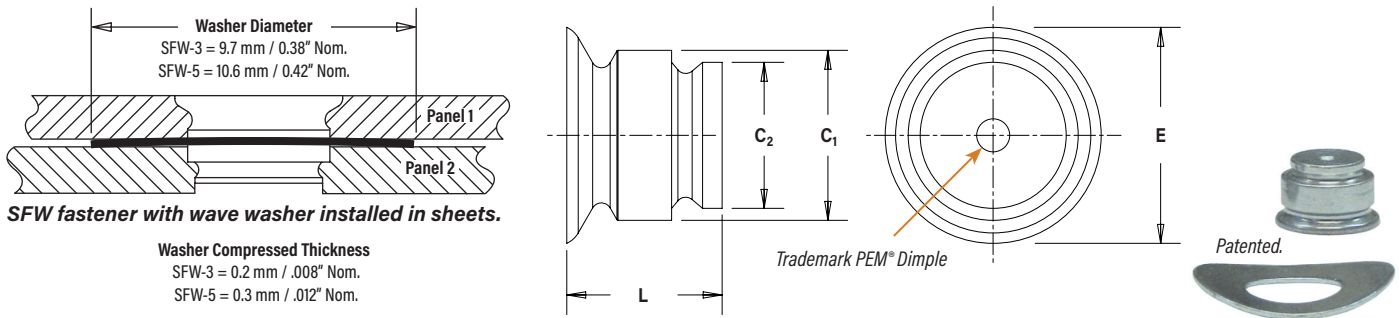 Washer Diameter
SFW-3 = 9.7 mm / 0.38" Nom.
SFW-5 = 10.6 mm / 0.42" Nom.
Panel 1
Panel 2
SFW fastener with wave washer installed in sheets.
Washer Compressed Thickness
SFW-3 = 0.2 mm / .008" Nom.
SFW-5 = 0.3 mm / .012" Nom.
C2
C1
L
E
Trademark PEM® Dimple
Patented.